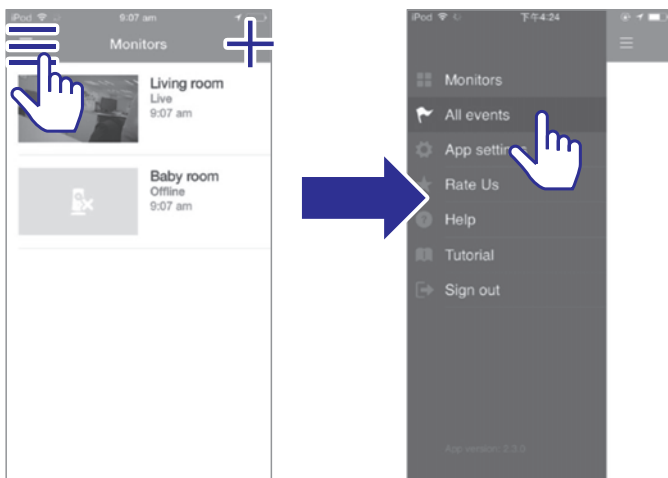 iPod 9:07 am
Monitors
Living room
Live
9:07 am
Baby room
Offline
9:07 am
iPod 下午4:24
Monitors
All events
App settings
Rate Us
Help
Tutorial
Sign out
App version: 2.3.0